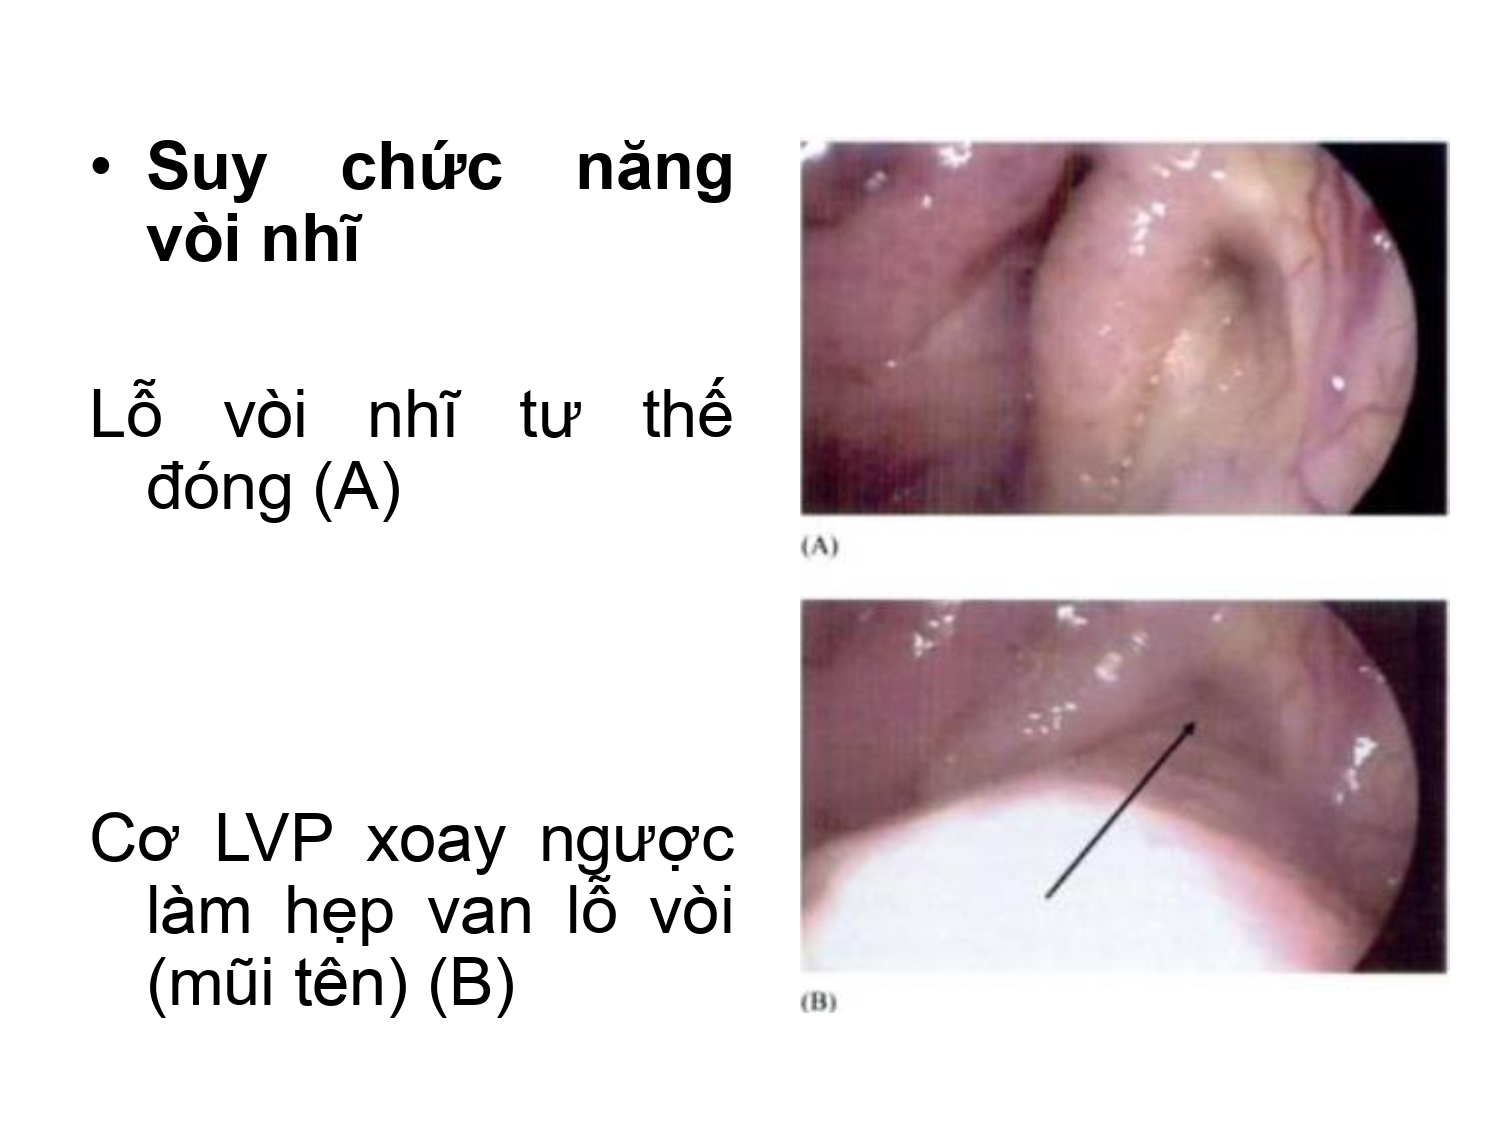 • Suy chức năng
vòi nhĩ
Lỗ vòi nhĩ tư thế
đóng (A)
Cơ LVP xoay ngược
làm hẹp van lỗ vòi
(mũi tên) (B)
(A)
(B)